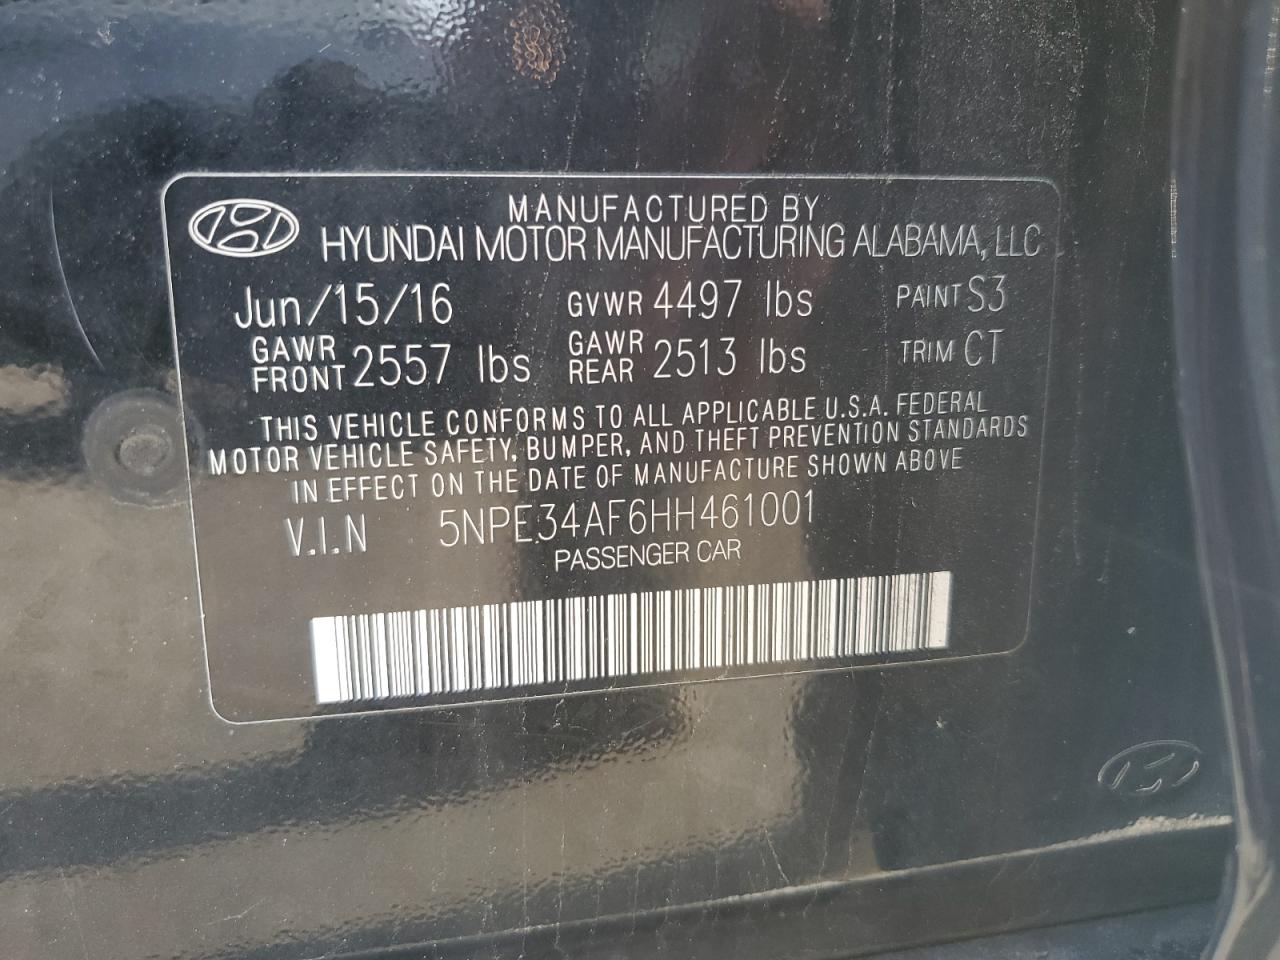 MANUFACTURED BY
HYUNDAI MOTOR MANUFACTURING ALABAMA, LLC
Jun/15/16 GVWR 4497 lbs PAINT S3
GAWR FRONT 2557 lbs GAWR REAR 2513 lbs TRIM CT
THIS VEHICLE CONFORMS TO ALL APPLICABLE U.S.A. FEDERAL
MOTOR VEHICLE SAFETY, BUMPER, AND THEFT PREVENTION STANDARDS
IN EFFECT ON THE DATE OF MANUFACTURE SHOWN ABOVE
V.I.N 5NPE34AF6HH461001
PASSENGER CAR